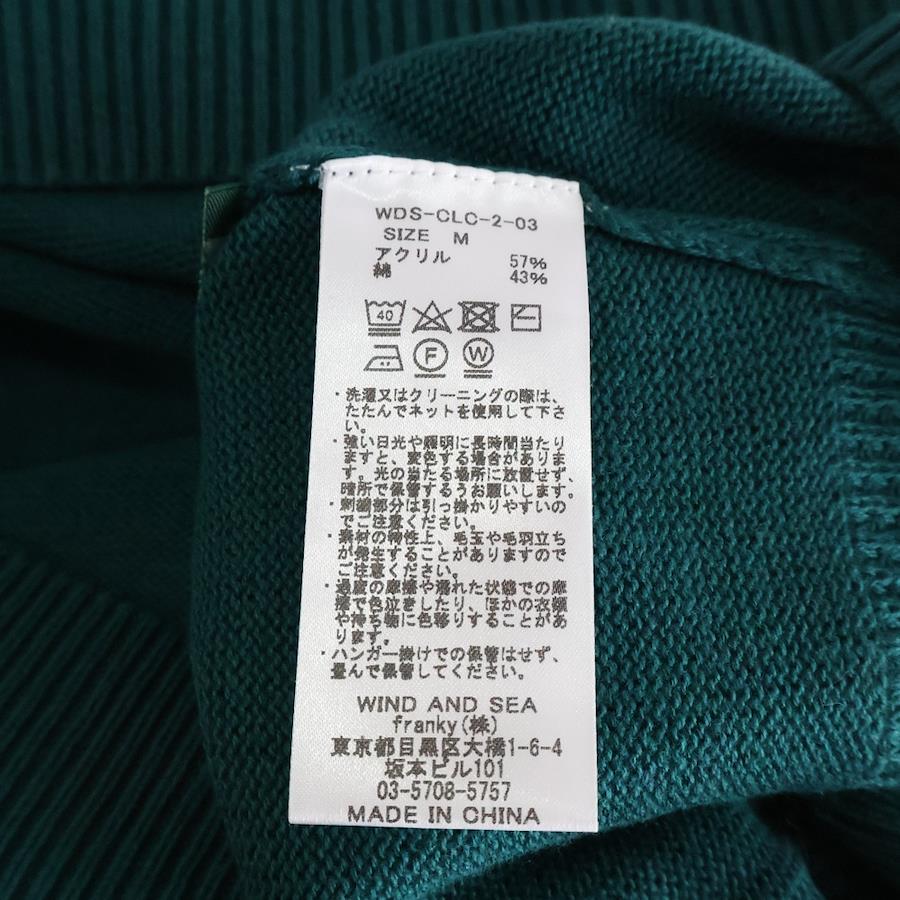 WDS-CLC-2-03
SIZE M
アクリル 57%
綿 43%
40
F W
・洗濯又はクリーニングの際は、
たたんでネットを使用して下さ
い。
・強い日光や照明に長時間当たり
ますと、変色する場合がありま
す。光の当たる場所に放置せず、
暗所で保管するうお願いします。
・刺繍部分は引っ掛かりやすいの
でご注意ください。
・素材の特性上、毛玉や毛羽立ち
が発生することがありますので
ご注意ください。
・過度の摩擦や濡れた状態での摩
擦で色泣きしたり、ほかの衣類
や持ち物に色移りすることがあ
ります。
・ハンガー掛けでの保管はせず、
畳んで保管してください。
WIND AND SEA
franky(株)
東京都目黒区大橋1-6-4
坂本ビル101
03-5708-5757
MADE IN CHINA